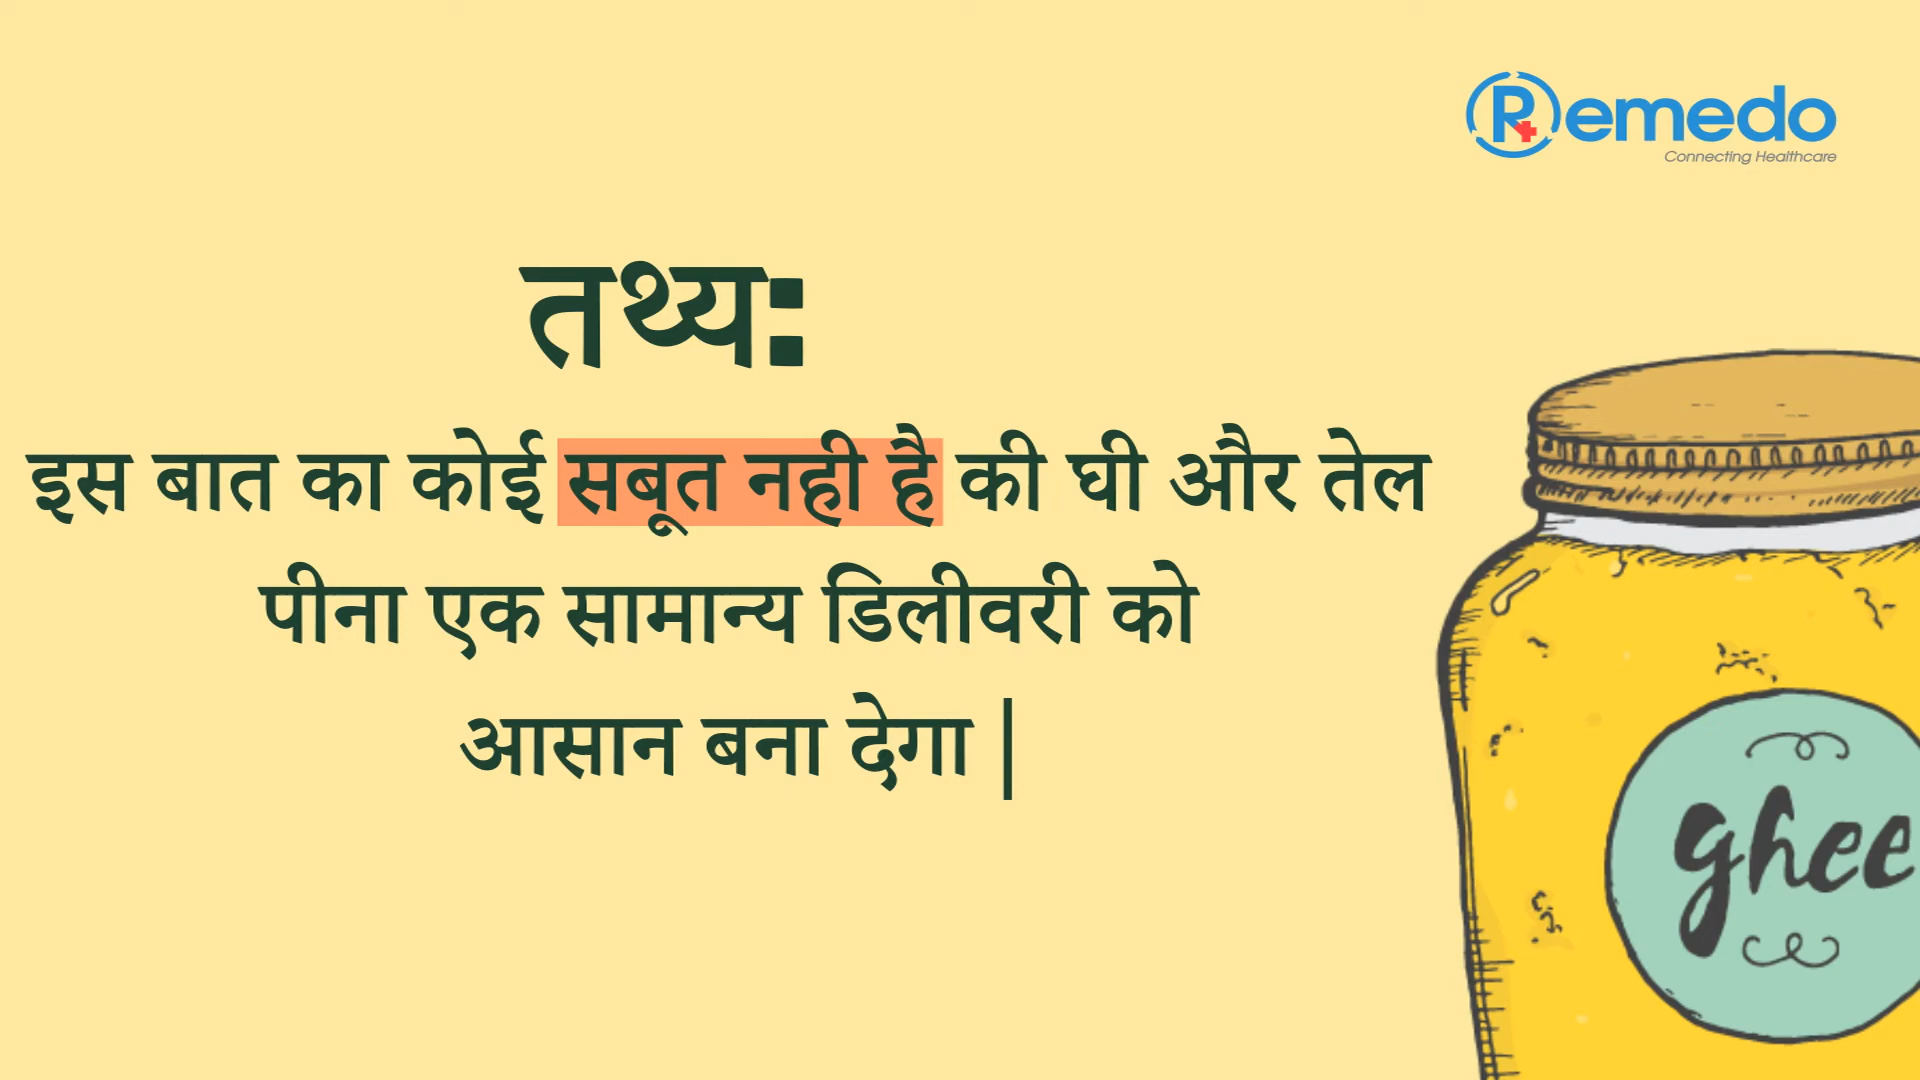 Remedo
Connecting Healthcare
तथ्य:
इस बात का कोई सबूत नही है की घी और तेल
पीना एक सामान्य डिलीवरी को
आसान बना देगा |
ghee